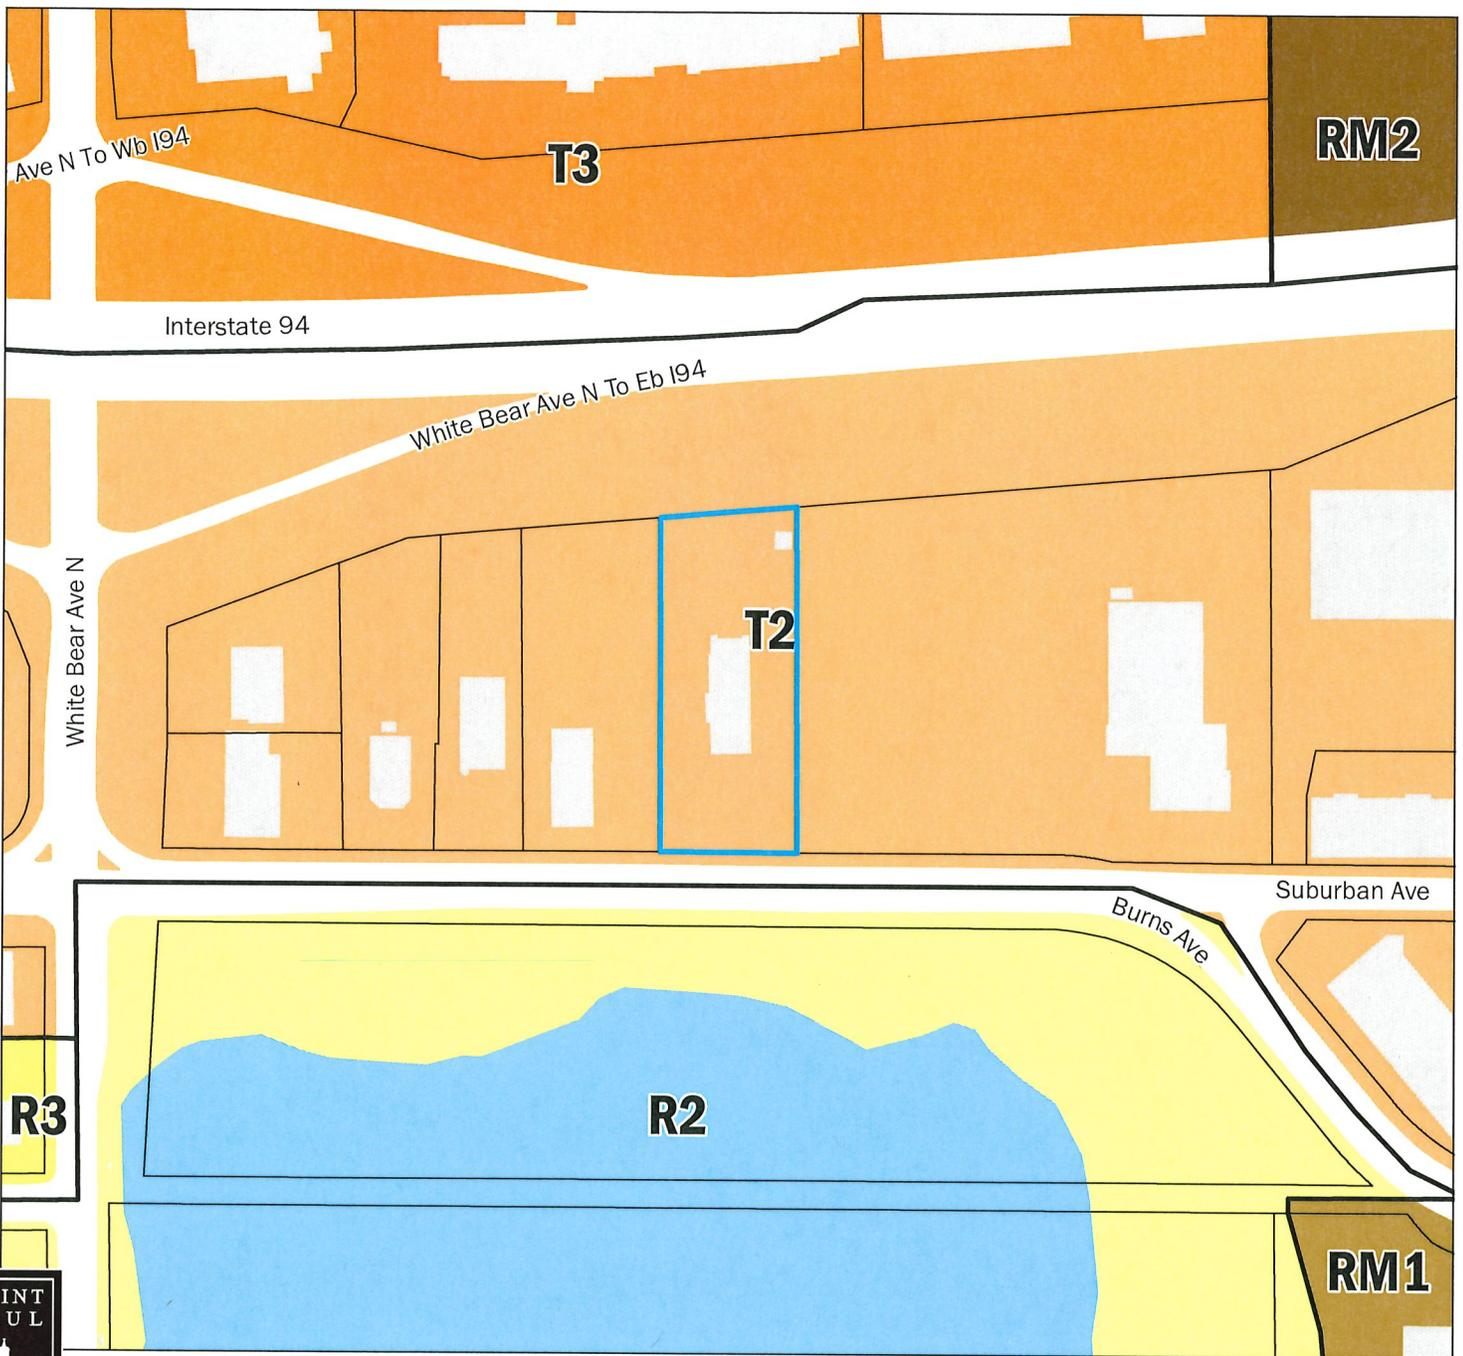 RM2
Ave N To Wb I94
T3
Interstate 94
White Bear Ave N To Eb I94
White Bear Ave N
T2
Suburban Ave
Burns Ave
R3
R2
RM1
INT
UL